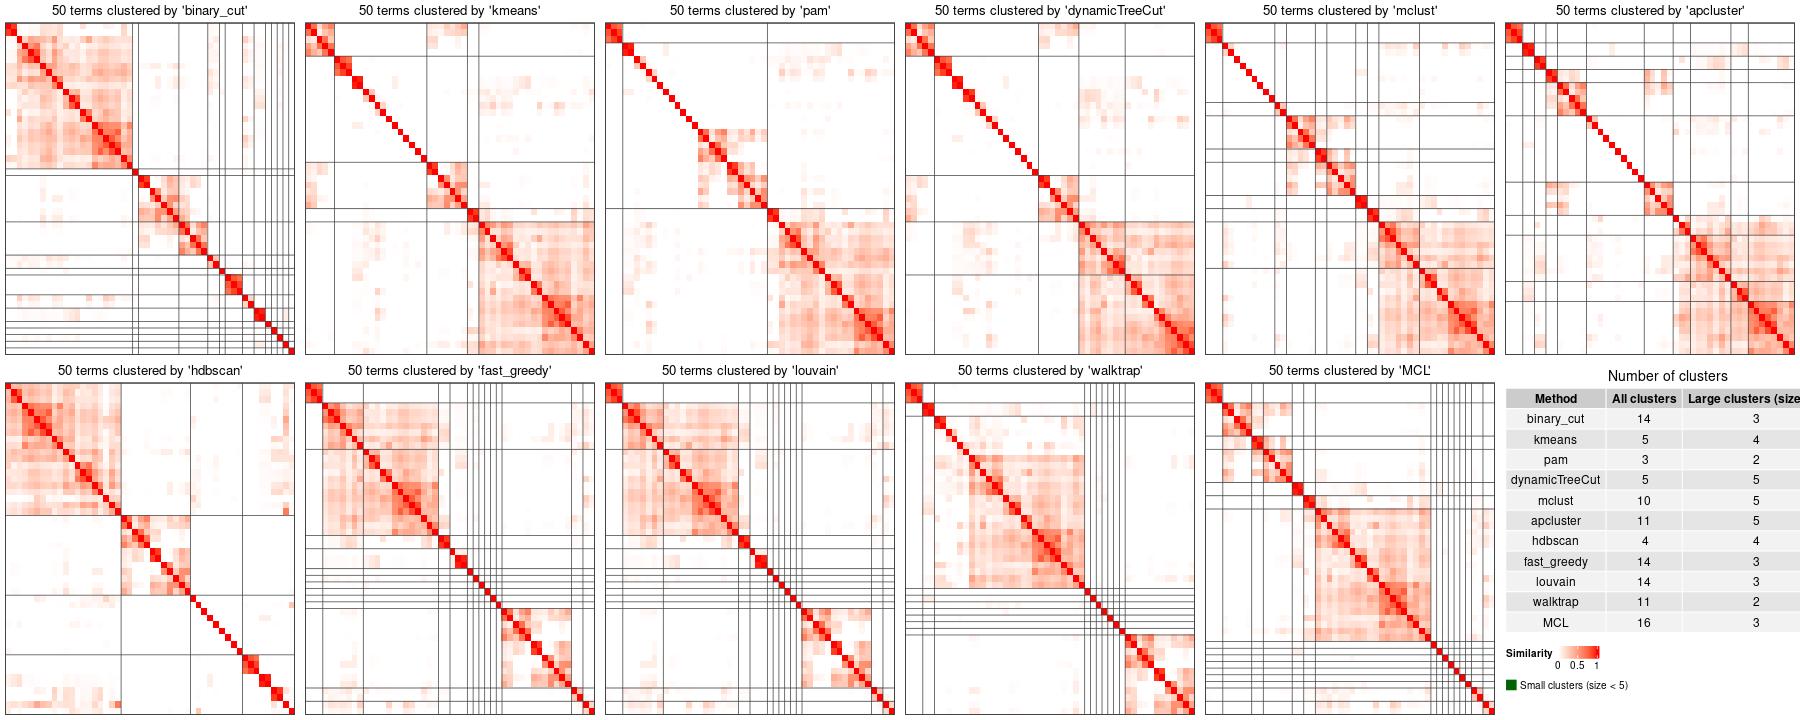 50 terms clustered by 'binary_cut'
50 terms clustered by 'kmeans'
50 terms clustered by 'pam'
50 terms clustered by 'dynamicTreeCut'
50 terms clustered by 'mclust'
50 terms clustered by 'apcluster'
50 terms clustered by 'hdbscan'
50 terms clustered by 'fast_greedy'
50 terms clustered by 'louvain'
50 terms clustered by 'walktrap'
50 terms clustered by 'MCL'
Number of clusters
Method All clusters Large clusters (size
binary_cut 14 3
kmeans 5 4
pam 3 2
dynamicTreeCut 5 5
mclust 10 5
apcluster 11 5
hdbscan 4 4
fast_greedy 14 3
louvain 14 3
walktrap 11 2
MCL 16 3
Similarity
0 0.5 1
Small clusters (size < 5)